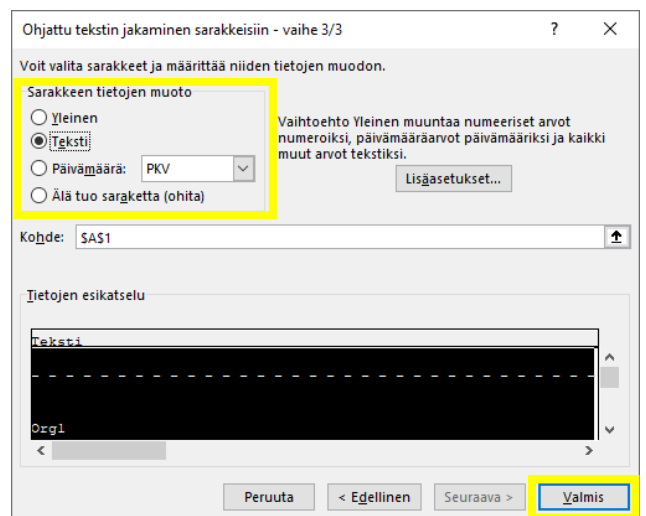 Ohjattu tekstin jakaminen sarakkeisiin - vaihe 3/3 ? ×
Voit valita sarakkeet ja määrittää niiden tietojen muodon.
Sarakkeen tietojen muoto
Yleinen
Teksti
Päivämäärä: PKV
Älä tuo saraketta (ohita)
Vaihtoehto Yleinen muuntaa numeeriset arvot
numeroiksi, päivämääräarvot päivämääriksi ja kaikki
muut arvot tekstiksi.
Lisäasetukset...
Kohde: $A$1
Tietojen esikatselu
Teksti
- - - - - - - - - - - - - - - - - - - - - - - - - - - -
Org1
Peruuta < Edellinen Seuraava > Valmis